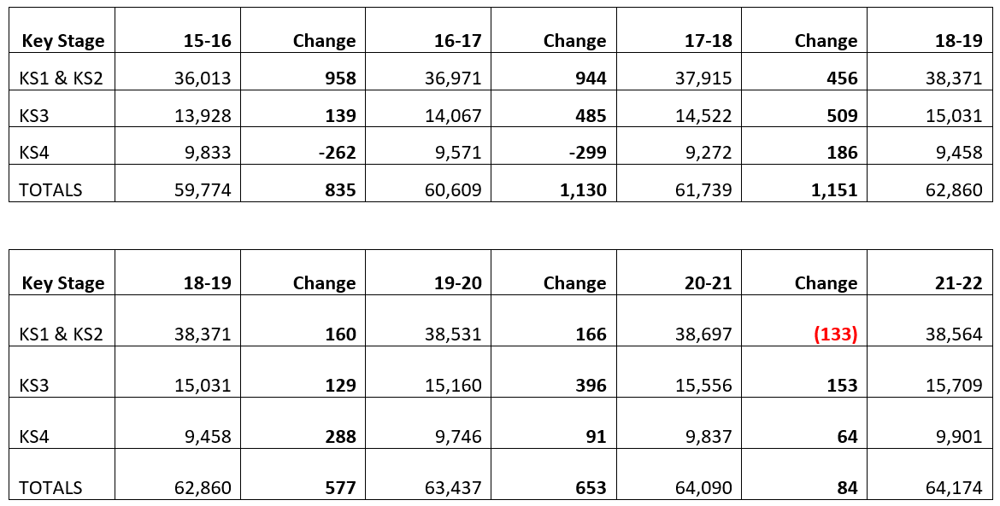 Key Stage 15-16 Change 16-17 Change 17-18 Change 18-19
KS1 & KS2 36,013 958 36,971 944 37,915 456 38,371
KS3 13,928 139 14,067 485 14,522 509 15,031
KS4 9,833 -262 9,571 -299 9,272 186 9,458
TOTALS 59,774 835 60,609 1,130 61,739 1,151 62,860
Key Stage 18-19 Change 19-20 Change 20-21 Change 21-22
KS1 & KS2 38,371 160 38,531 166 38,697 (133) 38,564
KS3 15,031 129 15,160 396 15,556 153 15,709
KS4 9,458 288 9,746 91 9,837 64 9,901
TOTALS 62,860 577 63,437 653 64,090 84 64,174